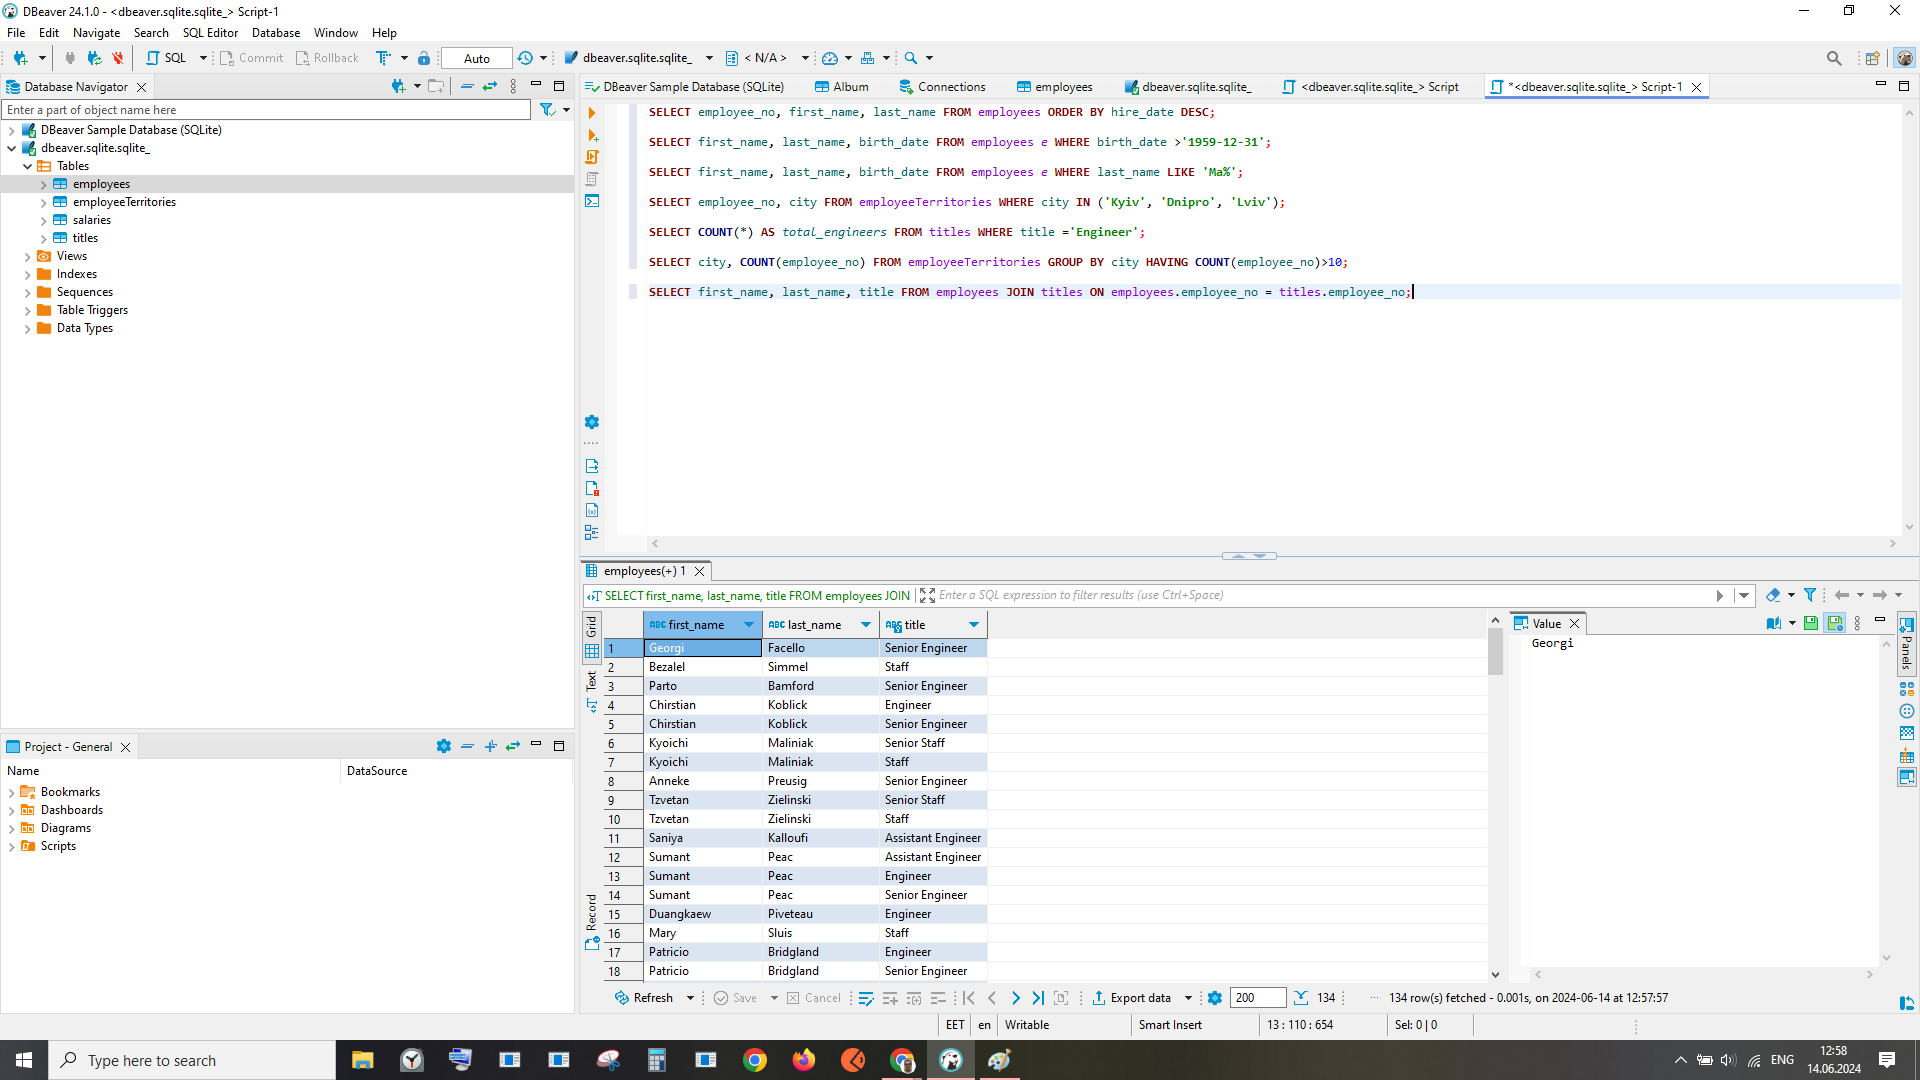 DBeaver 24.1.0 - <dbeaver.sqlite.sqlite_> Script-1
File Edit Navigate Search SQL Editor Database Window Help
SQL Commit Rollback Auto dbeaver.sqlite.sqlite_ < N/A >
Database Navigator
DBeaver Sample Database (SQLite) Album Connections employees dbeaver.sqlite.sqlite_ <dbeaver.sqlite.sqlite_> Script *<dbeaver.sqlite.sqlite_> Script-1
Enter a part of object name here
DBeaver Sample Database (SQLite)
dbeaver.sqlite.sqlite_
Tables
employees
employeeTerritories
salaries
titles
Views
Indexes
Sequences
Table Triggers
Data Types
SELECT employee_no, first_name, last_name FROM employees ORDER BY hire_date DESC;
SELECT first_name, last_name, birth_date FROM employees e WHERE birth_date >'1959-12-31';
SELECT first_name, last_name, birth_date FROM employees e WHERE last_name LIKE 'Ma%';
SELECT employee_no, city FROM employeeTerritories WHERE city IN ('Kyiv', 'Dnipro', 'Lviv');
SELECT COUNT(*) AS total_engineers FROM titles WHERE title ='Engineer';
SELECT city, COUNT(employee_no) FROM employeeTerritories GROUP BY city HAVING COUNT(employee_no)>10;
SELECT first_name, last_name, title FROM employees JOIN titles ON employees.employee_no = titles.employee_no;
Project - General
Name DataSource
Bookmarks
Dashboards
Diagrams
Scripts
employees(+) 1
SELECT first_name, last_name, title FROM employees JOIN Enter a SQL expression to filter results (use Ctrl+Space)
Grid
Text
Record
ABC first_name ABC last_name ABC title
1 Georgi Facello Senior Engineer
2 Bezalel Simmel Staff
3 Parto Bamford Senior Engineer
4 Chirstian Koblick Engineer
5 Chirstian Koblick Senior Engineer
6 Kyoichi Maliniak Senior Staff
7 Kyoichi Maliniak Staff
8 Anneke Preusig Senior Engineer
9 Tzvetan Zielinski Senior Staff
10 Tzvetan Zielinski Staff
11 Saniya Kalloufi Assistant Engineer
12 Sumant Peac Assistant Engineer
13 Sumant Peac Engineer
14 Sumant Peac Senior Engineer
15 Duangkaew Piveteau Engineer
16 Mary Sluis Staff
17 Patricio Bridgland Engineer
18 Patricio Bridgland Senior Engineer
Value
Georgi
Panels
Refresh Save Cancel Export data 200 134 134 row(s) fetched - 0.001s, on 2024-06-14 at 12:57:57
EET en Writable Smart Insert 13 : 110 : 654 Sel: 0 | 0
Type here to search
ENG
12:58
14.06.2024